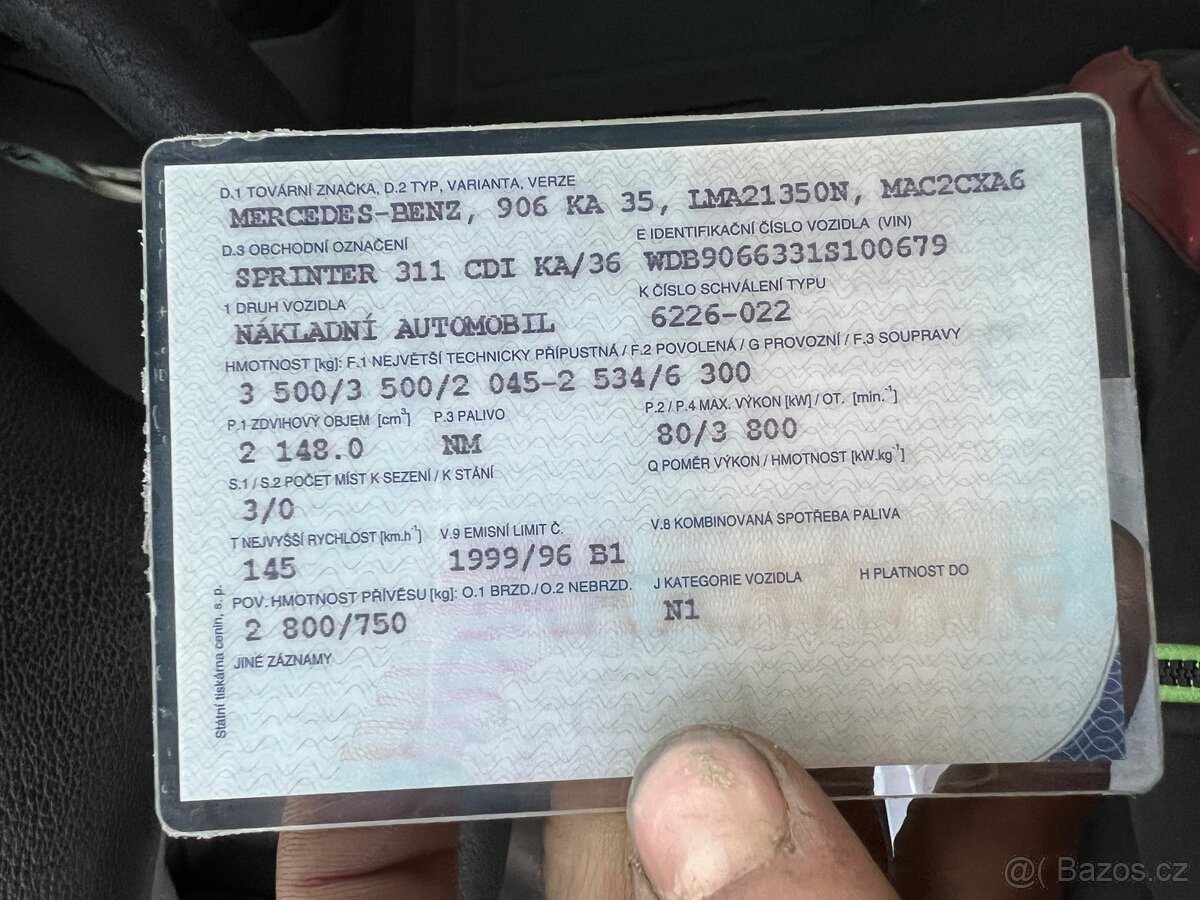 D.1 TOVÁRNÍ ZNAČKA, D.2 TYP, VARIANTA, VERZE
MERCEDES-BENZ, 906 KA 35, LMA21350N, MAC2CXA6
D.3 OBCHODNÍ OZNAČENÍ
E IDENTIFIKAČNÍ ČÍSLO VOZIDLA (VIN)
SPRINTER 311 CDI KA/36 WDB9066331S100679
1 DRUH VOZIDLA
K ČÍSLO SCHVÁLENÍ TYPU
NÁKLADNÍ AUTOMOBIL
6226-022
HMOTNOST [kg]: F.1 NEJVĚTŠÍ TECHNICKY PŘÍPUSTNÁ / F.2 POVOLENÁ / G PROVOZNÍ / F.3 SOUPRAVY
3 500/3 500/2 045-2 534/6 300
P.1 ZDVIHOVÝ OBJEM [cm³]
P.3 PALIVO
P.2 / P.4 MAX. VÝKON [kW] / OT. [min.⁻¹]
2 148.0
NM
80/3 800
S.1 / S.2 POČET MÍST K SEZENÍ / K STÁNÍ
Q POMĚR VÝKON / HMOTNOST [kW.kg⁻¹]
3/0
T NEJVYŠŠÍ RYCHLOST [km.h⁻¹]
V.9 EMISNÍ LIMIT Č.
V.8 KOMBINOVANÁ SPOTŘEBA PALIVA
145
1999/96 B1
POV. HMOTNOST PŘÍVĚSU [kg]: O.1 BRZD./ O.2 NEBRZD.
J KATEGORIE VOZIDLA
H PLATNOST DO
2 800/750
N1
JINÉ ZÁZNAMY
Státní tiskárna cenin, s. p.
@( Bazos.cz